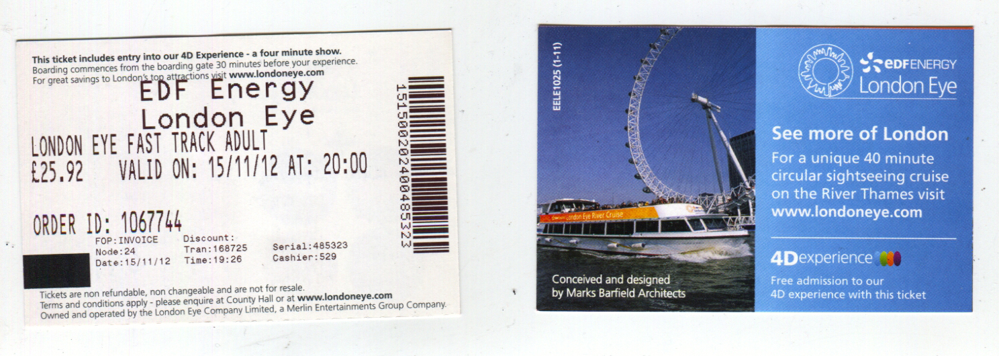 This ticket includes entry into our 4D Experience - a four minute show.
Boarding commences from the boarding gate 30 minutes before your experience.
For great savings to London's top attractions visit www.londoneye.com
EDF Energy
London Eye
LONDON EYE FAST TRACK ADULT
£25.92 VALID ON: 15/11/12 AT: 20:00
ORDER ID: 1067744
FOP:INVOICE Discount:
Node:24 Tran:168725 Serial:485323
Date:15/11/12 Time:19:26 Cashier:529
Tickets are non refundable, non changeable and are not for resale.
Terms and conditions apply - please enquire at County Hall or at www.londoneye.com
Owned and operated by the London Eye Company Limited, a Merlin Entertainments Group Company.
151500202400485323
EELE10225 (1-11)
London Eye River Cruise
Conceived and designed
by Marks Barfield Architects
eDFENERGY
London Eye
See more of London
For a unique 40 minute
circular sightseeing cruise
on the River Thames visit
www.londoneye.com
4Dexperience
Free admission to our
4D experience with this ticket